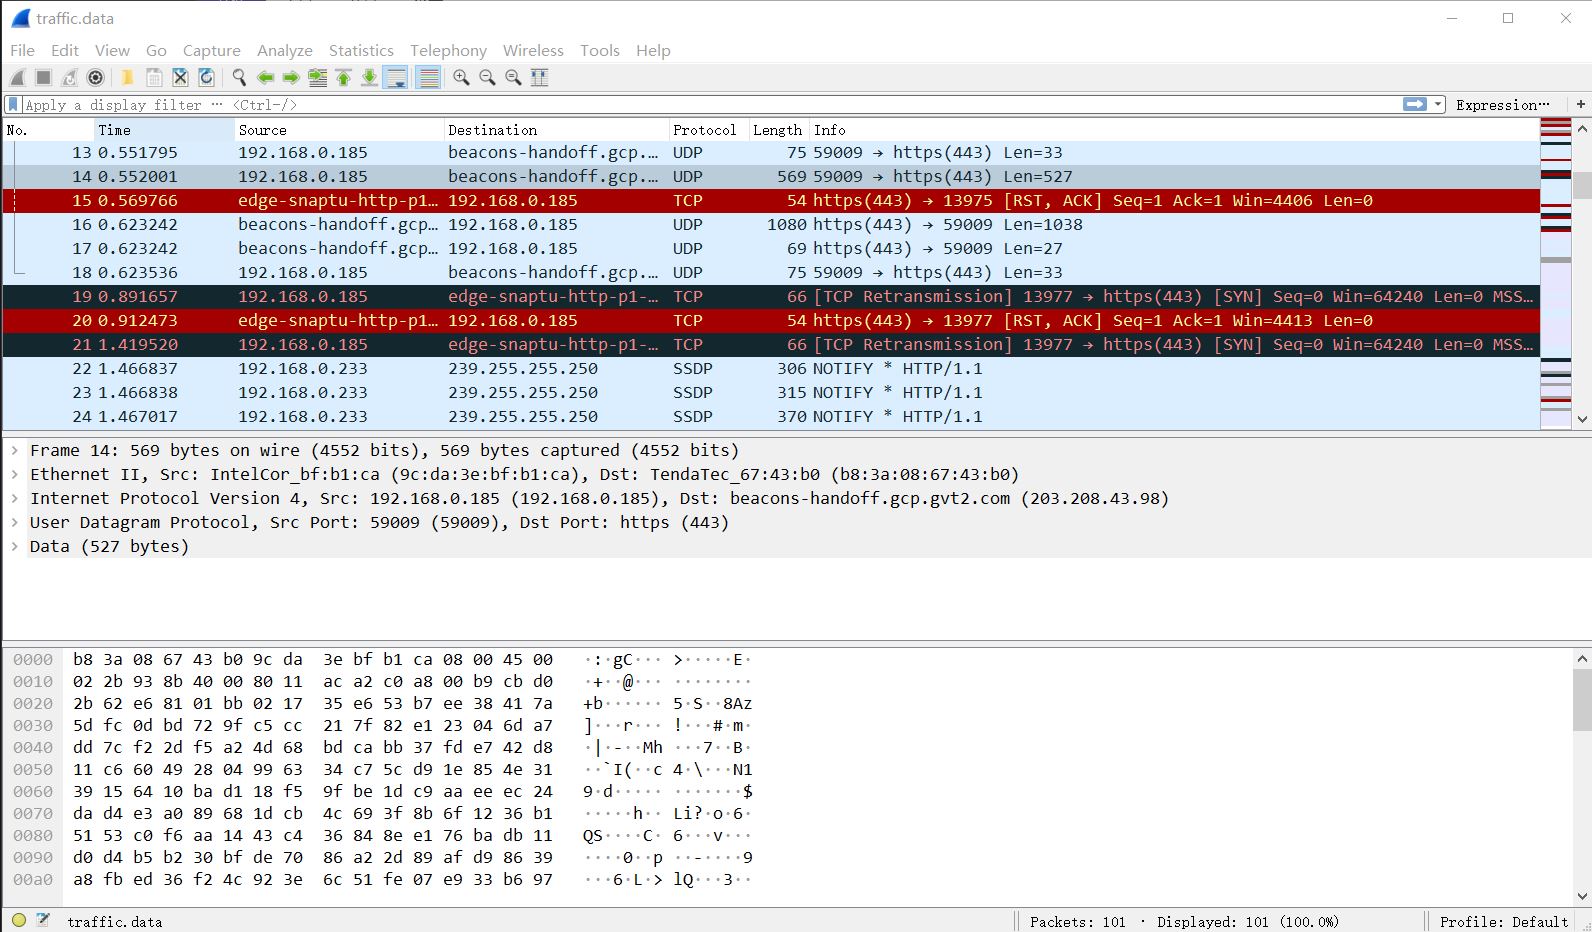 traffic.data
File Edit View Go Capture Analyze Statistics Telephony Wireless Tools Help
Apply a display filter ··· <Ctrl-/> Expression··· +
No. Time Source Destination Protocol Length Info
13 0.551795 192.168.0.185 beacons-handoff.gcp.… UDP 75 59009 → https(443) Len=33
14 0.552001 192.168.0.185 beacons-handoff.gcp.… UDP 569 59009 → https(443) Len=527
15 0.569766 edge-snaptu-http-p1… 192.168.0.185 TCP 54 https(443) → 13975 [RST, ACK] Seq=1 Ack=1 Win=4406 Len=0
16 0.623242 beacons-handoff.gcp… 192.168.0.185 UDP 1080 https(443) → 59009 Len=1038
17 0.623242 beacons-handoff.gcp… 192.168.0.185 UDP 69 https(443) → 59009 Len=27
18 0.623536 192.168.0.185 beacons-handoff.gcp.… UDP 75 59009 → https(443) Len=33
19 0.891657 192.168.0.185 edge-snaptu-http-p1-… TCP 66 [TCP Retransmission] 13977 → https(443) [SYN] Seq=0 Win=64240 Len=0 MSS…
20 0.912473 edge-snaptu-http-p1… 192.168.0.185 TCP 54 https(443) → 13977 [RST, ACK] Seq=1 Ack=1 Win=4413 Len=0
21 1.419520 192.168.0.185 edge-snaptu-http-p1-… TCP 66 [TCP Retransmission] 13977 → https(443) [SYN] Seq=0 Win=64240 Len=0 MSS…
22 1.466837 192.168.0.233 239.255.255.250 SSDP 306 NOTIFY * HTTP/1.1
23 1.466838 192.168.0.233 239.255.255.250 SSDP 315 NOTIFY * HTTP/1.1
24 1.467017 192.168.0.233 239.255.255.250 SSDP 370 NOTIFY * HTTP/1.1
Frame 14: 569 bytes on wire (4552 bits), 569 bytes captured (4552 bits)
Ethernet II, Src: IntelCor_bf:b1:ca (9c:da:3e:bf:b1:ca), Dst: TendaTec_67:43:b0 (b8:3a:08:67:43:b0)
Internet Protocol Version 4, Src: 192.168.0.185 (192.168.0.185), Dst: beacons-handoff.gcp.gvt2.com (203.208.43.98)
User Datagram Protocol, Src Port: 59009 (59009), Dst Port: https (443)
Data (527 bytes)
0000 b8 3a 08 67 43 b0 9c da 3e bf b1 ca 08 00 45 00 ·:·gC··· >·····E·
0010 02 2b 93 8b 40 00 80 11 ac a2 c0 a8 00 b9 cb d0 ·+··@··· ········
0020 2b 62 e6 81 01 bb 02 17 35 e6 53 b7 ee 38 41 7a +b······ 5·S··8Az
0030 5d fc 0d bd 72 9f c5 cc 21 7f 82 e1 23 04 6d a7 ]···r··· !···#·m·
0040 dd 7c f2 2d f5 a2 4d 68 bd ca bb 37 fd e7 42 d8 ·|·-··Mh ···7··B·
0050 11 c6 60 49 28 04 99 63 34 c7 5c d9 1e 85 4e 31 ··`I(··c 4·\···N1
0060 39 15 64 10 ba d1 18 f5 9f be 1d c9 aa ee ec 24 9·d····· ·······$
0070 da d4 e3 a0 89 68 1d cb 4c 69 3f 8b 6f 12 36 b1 ·····h·· Li?·o·6·
0080 51 53 c0 f6 aa 14 43 c4 36 84 8e e1 76 ba db 11 QS····C· 6···v···
0090 d0 d4 b5 b2 30 bf de 70 86 a2 2d 89 af d9 86 39 ····0··p ··-····9
00a0 a8 fb ed 36 f2 4c 92 3e 6c 51 fe 07 e9 33 b6 97 ···6·L·> lQ···3··
traffic.data Packets: 101 · Displayed: 101 (100.0%) Profile: Default